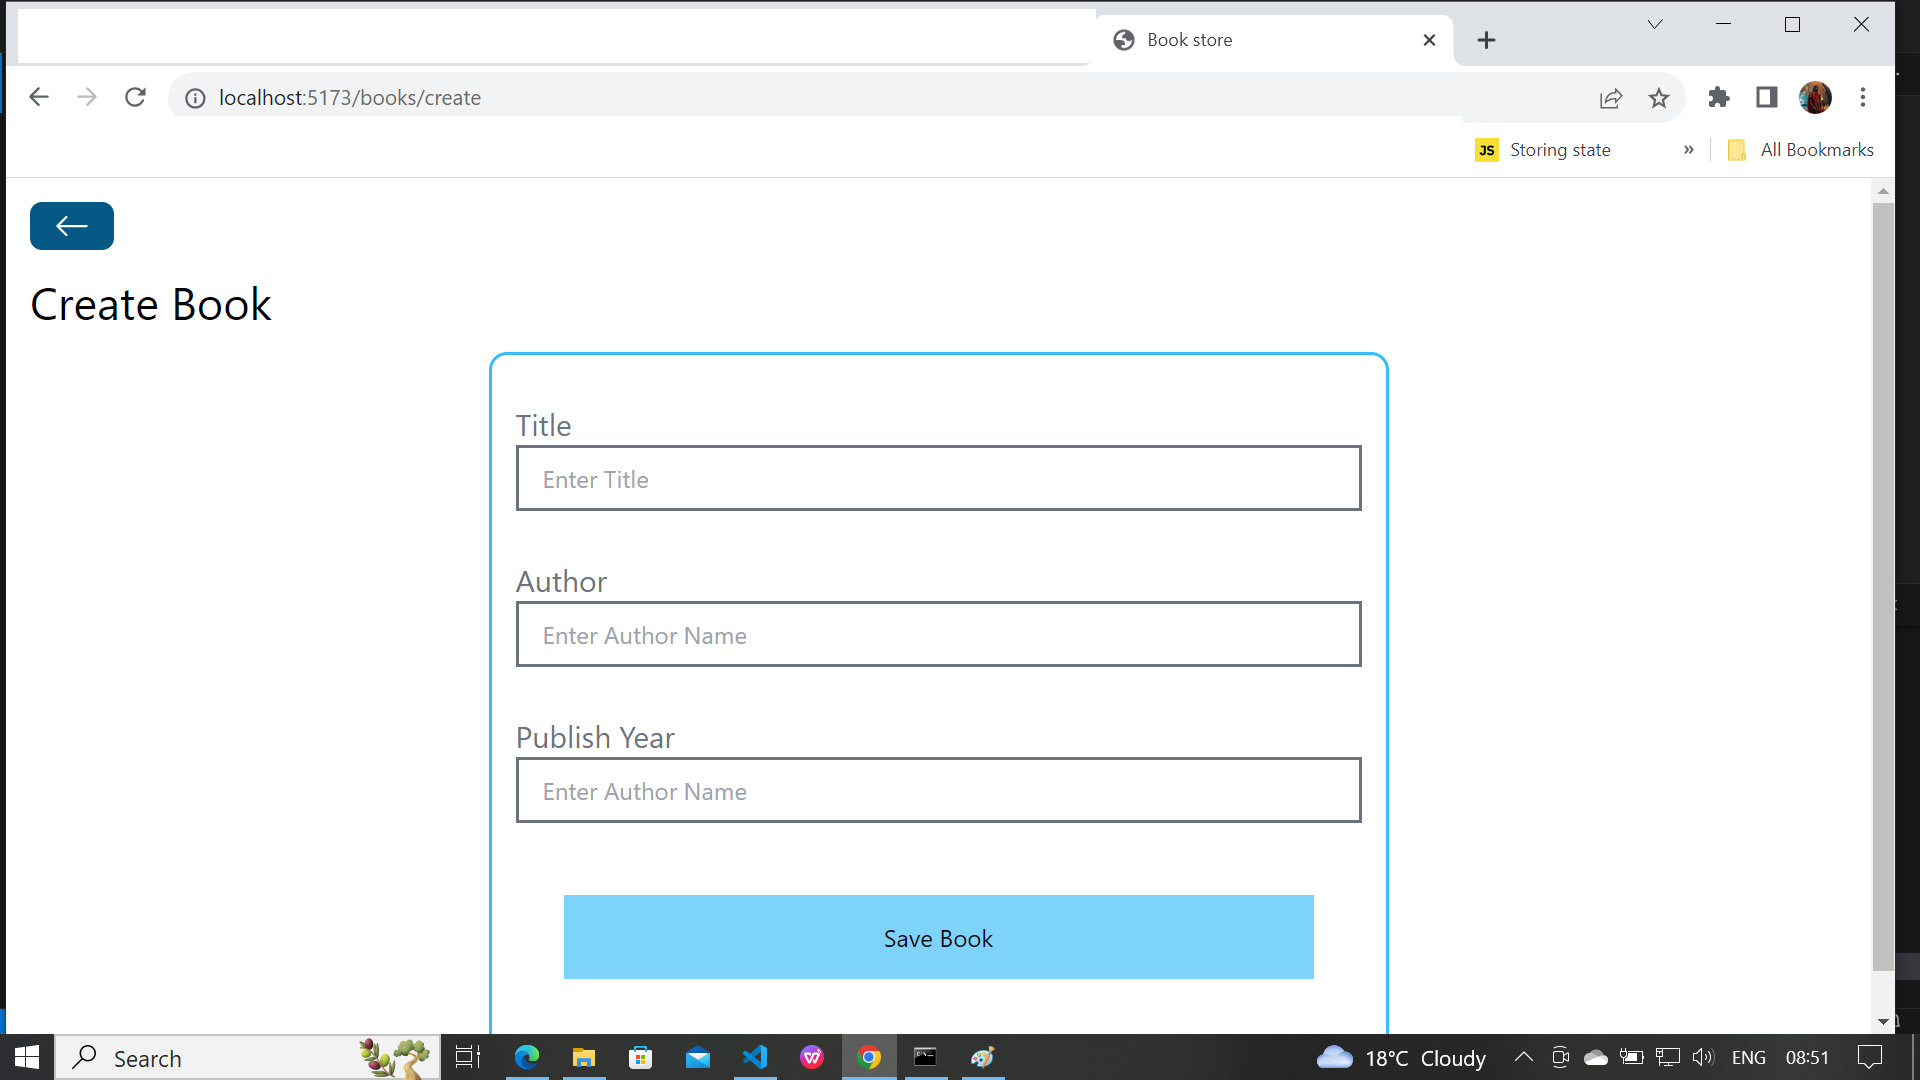 Book store
localhost:5173/books/create
JS Storing state » All Bookmarks
Create Book
Title
Enter Title
Author
Enter Author Name
Publish Year
Enter Author Name
Save Book
Search
18°C Cloudy
ENG 08:51